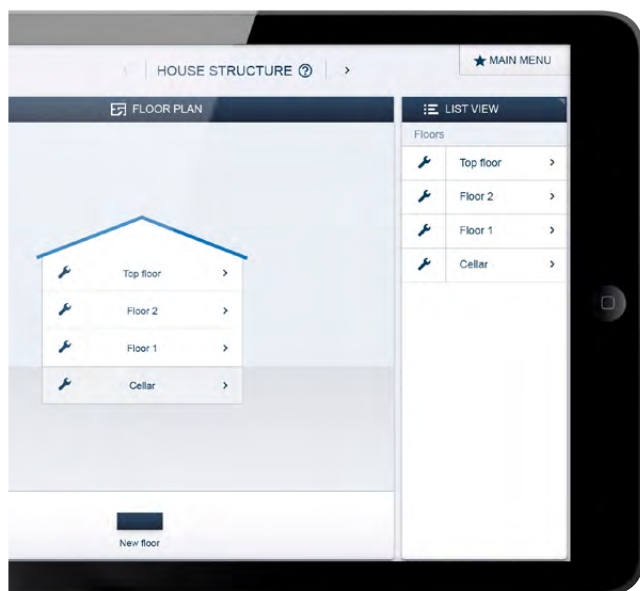 MAIN MENU
HOUSE STRUCTURE ?
FLOOR PLAN
LIST VIEW
Floors
Top floor
Floor 2
Floor 1
Cellar
Top floor
Floor 2
Floor 1
Cellar
New floor